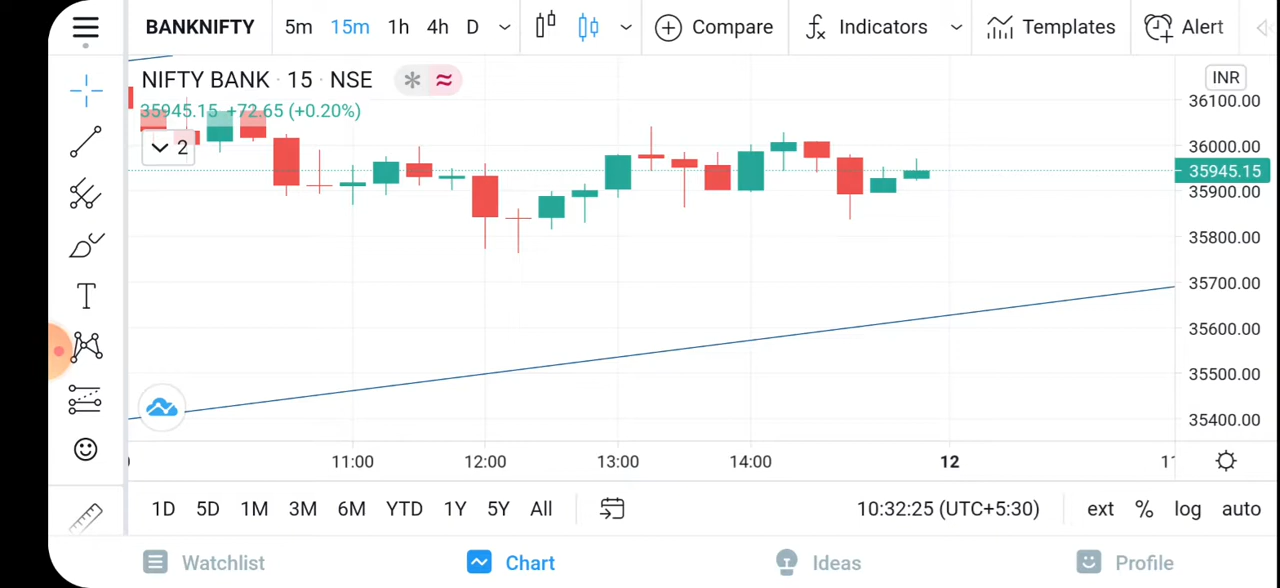 BANKNIFTY 5m 15m 1h 4h D Compare Indicators Templates Alert
NIFTY BANK · 15 · NSE
35945.15 +72.65 (+0.20%)
2
INR
36100.00
36000.00
35945.15
35900.00
35800.00
35700.00
35600.00
35500.00
35400.00
11:00 12:00 13:00 14:00 12
1D 5D 1M 3M 6M YTD 1Y 5Y All 10:32:25 (UTC+5:30) ext % log auto
Watchlist Chart Ideas Profile